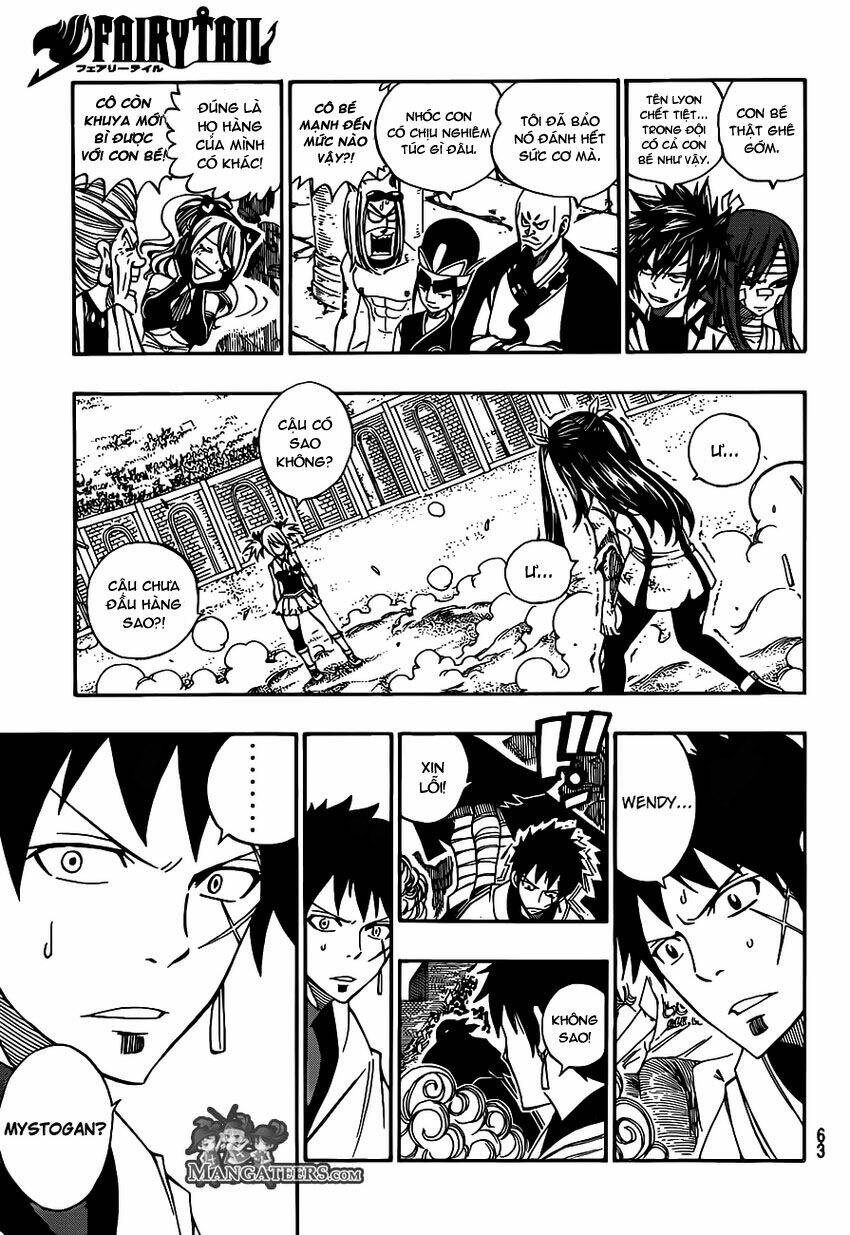 FAIRY TAIL
フェアリーテイル
CON BÉ
THẬT GHÊ
GỚM.
TÊN LYON
CHẾT TIỆT...
TRONG ĐỘI
CÓ CẢ CON
BÉ NHƯ VẬY.
TÔI ĐÃ BẢO
NÓ ĐÁNH HẾT
SỨC CƠ MÀ.
NHÓC CON
CÓ CHỊU NGHIÊM
TÚC GÌ ĐÂU.
CÔ BÉ
MẠNH ĐẾN
MỨC NÀO
VẬY?!
ĐÚNG LÀ
HỌ HÀNG
CỦA MÌNH
CÓ KHÁC!
CÔ CÒN
KHUYA MỚI
BÌ ĐƯỢC
VỚI CON BÉ!
Ư...
Ư...
CẬU CÓ
SAO
KHÔNG?
CẬU CHƯA
ĐẦU HÀNG
SAO?!
WENDY...
XIN
LỖI!
KHÔNG
SAO!
........
MYSTOGAN?
MANGATEERS.COM
63